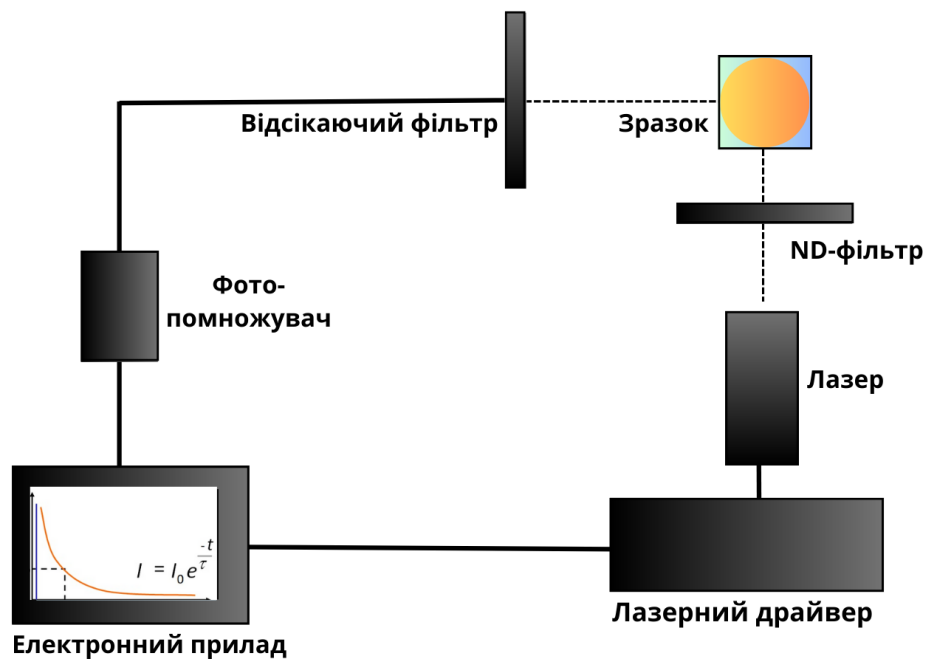 Відсікаючий фільтр
Зразок
ND-фільтр
Фото-
помножувач
Лазер
I = I₀e^(-t/τ)
Лазерний драйвер
Електронний прилад